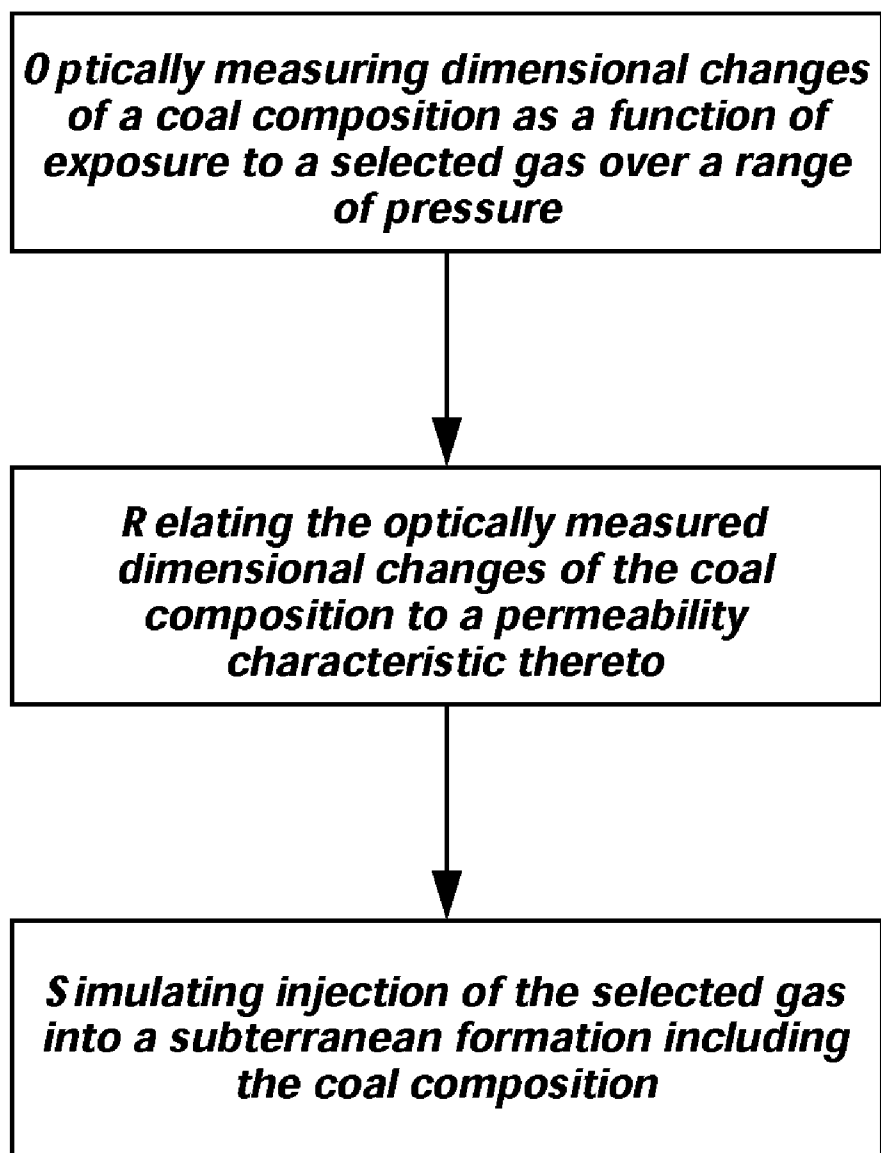 Optically measuring dimensional changes
of a coal composition as a function of
exposure to a selected gas over a range
of pressure
Relating the optically measured
dimensional changes of the coal
composition to a permeability
characteristic thereto
Simulating injection of the selected gas
into a subterranean formation including
the coal composition